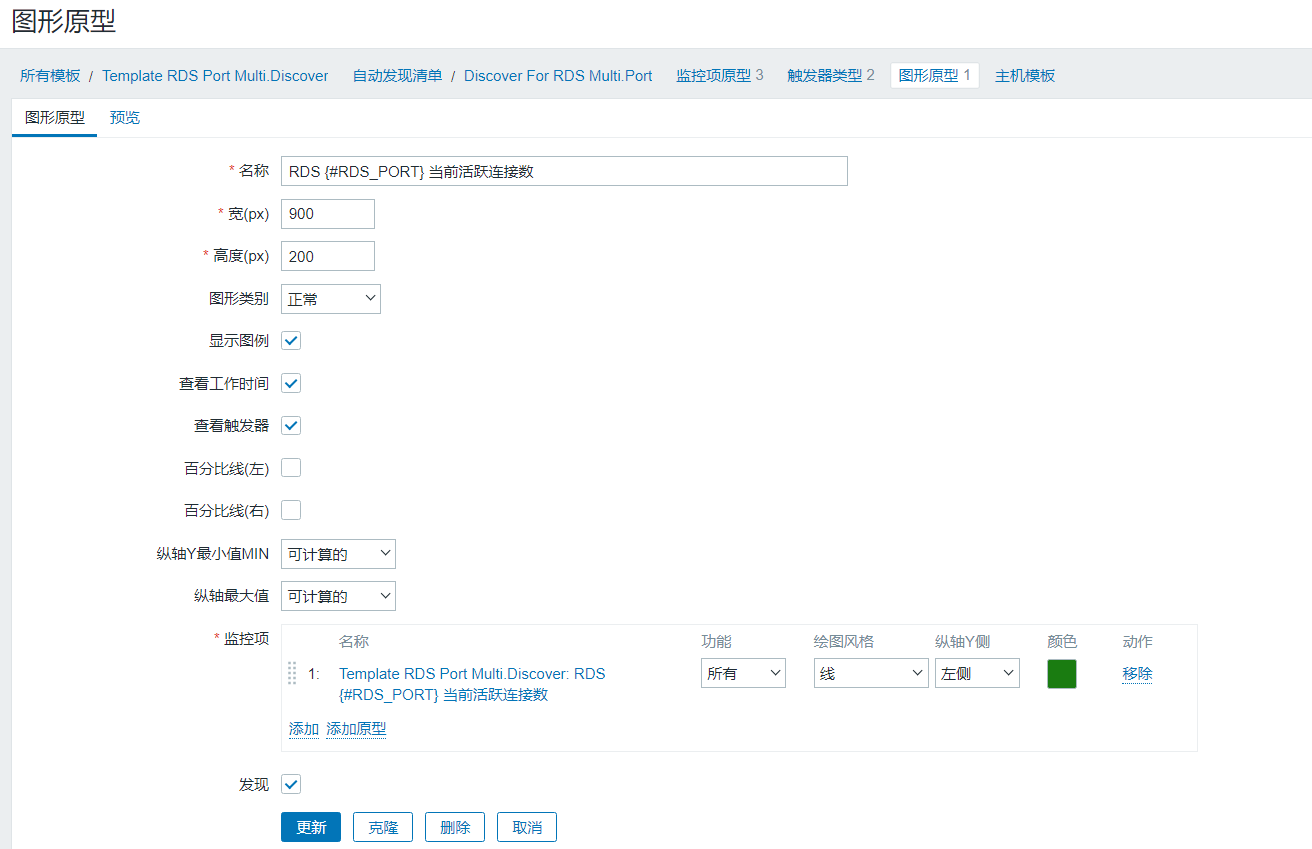 图形原型
所有模板 / Template RDS Port Multi.Discover 自动发现清单 / Discover For RDS Multi.Port 监控项原型 3 触发器类型 2 图形原型 1 主机模板
图形原型 预览
* 名称 RDS {#RDS_PORT} 当前活跃连接数
* 宽(px) 900
* 高度(px) 200
图形类别 正常
显示图例
查看工作时间
查看触发器
百分比线(左)
百分比线(右)
纵轴Y最小值MIN 可计算的
纵轴最大值 可计算的
* 监控项 名称 功能 绘图风格 纵轴Y侧 颜色 动作
1: Template RDS Port Multi.Discover: RDS 所有 线 左侧 移除
{#RDS_PORT} 当前活跃连接数
添加 添加原型
发现
更新 克隆 删除 取消